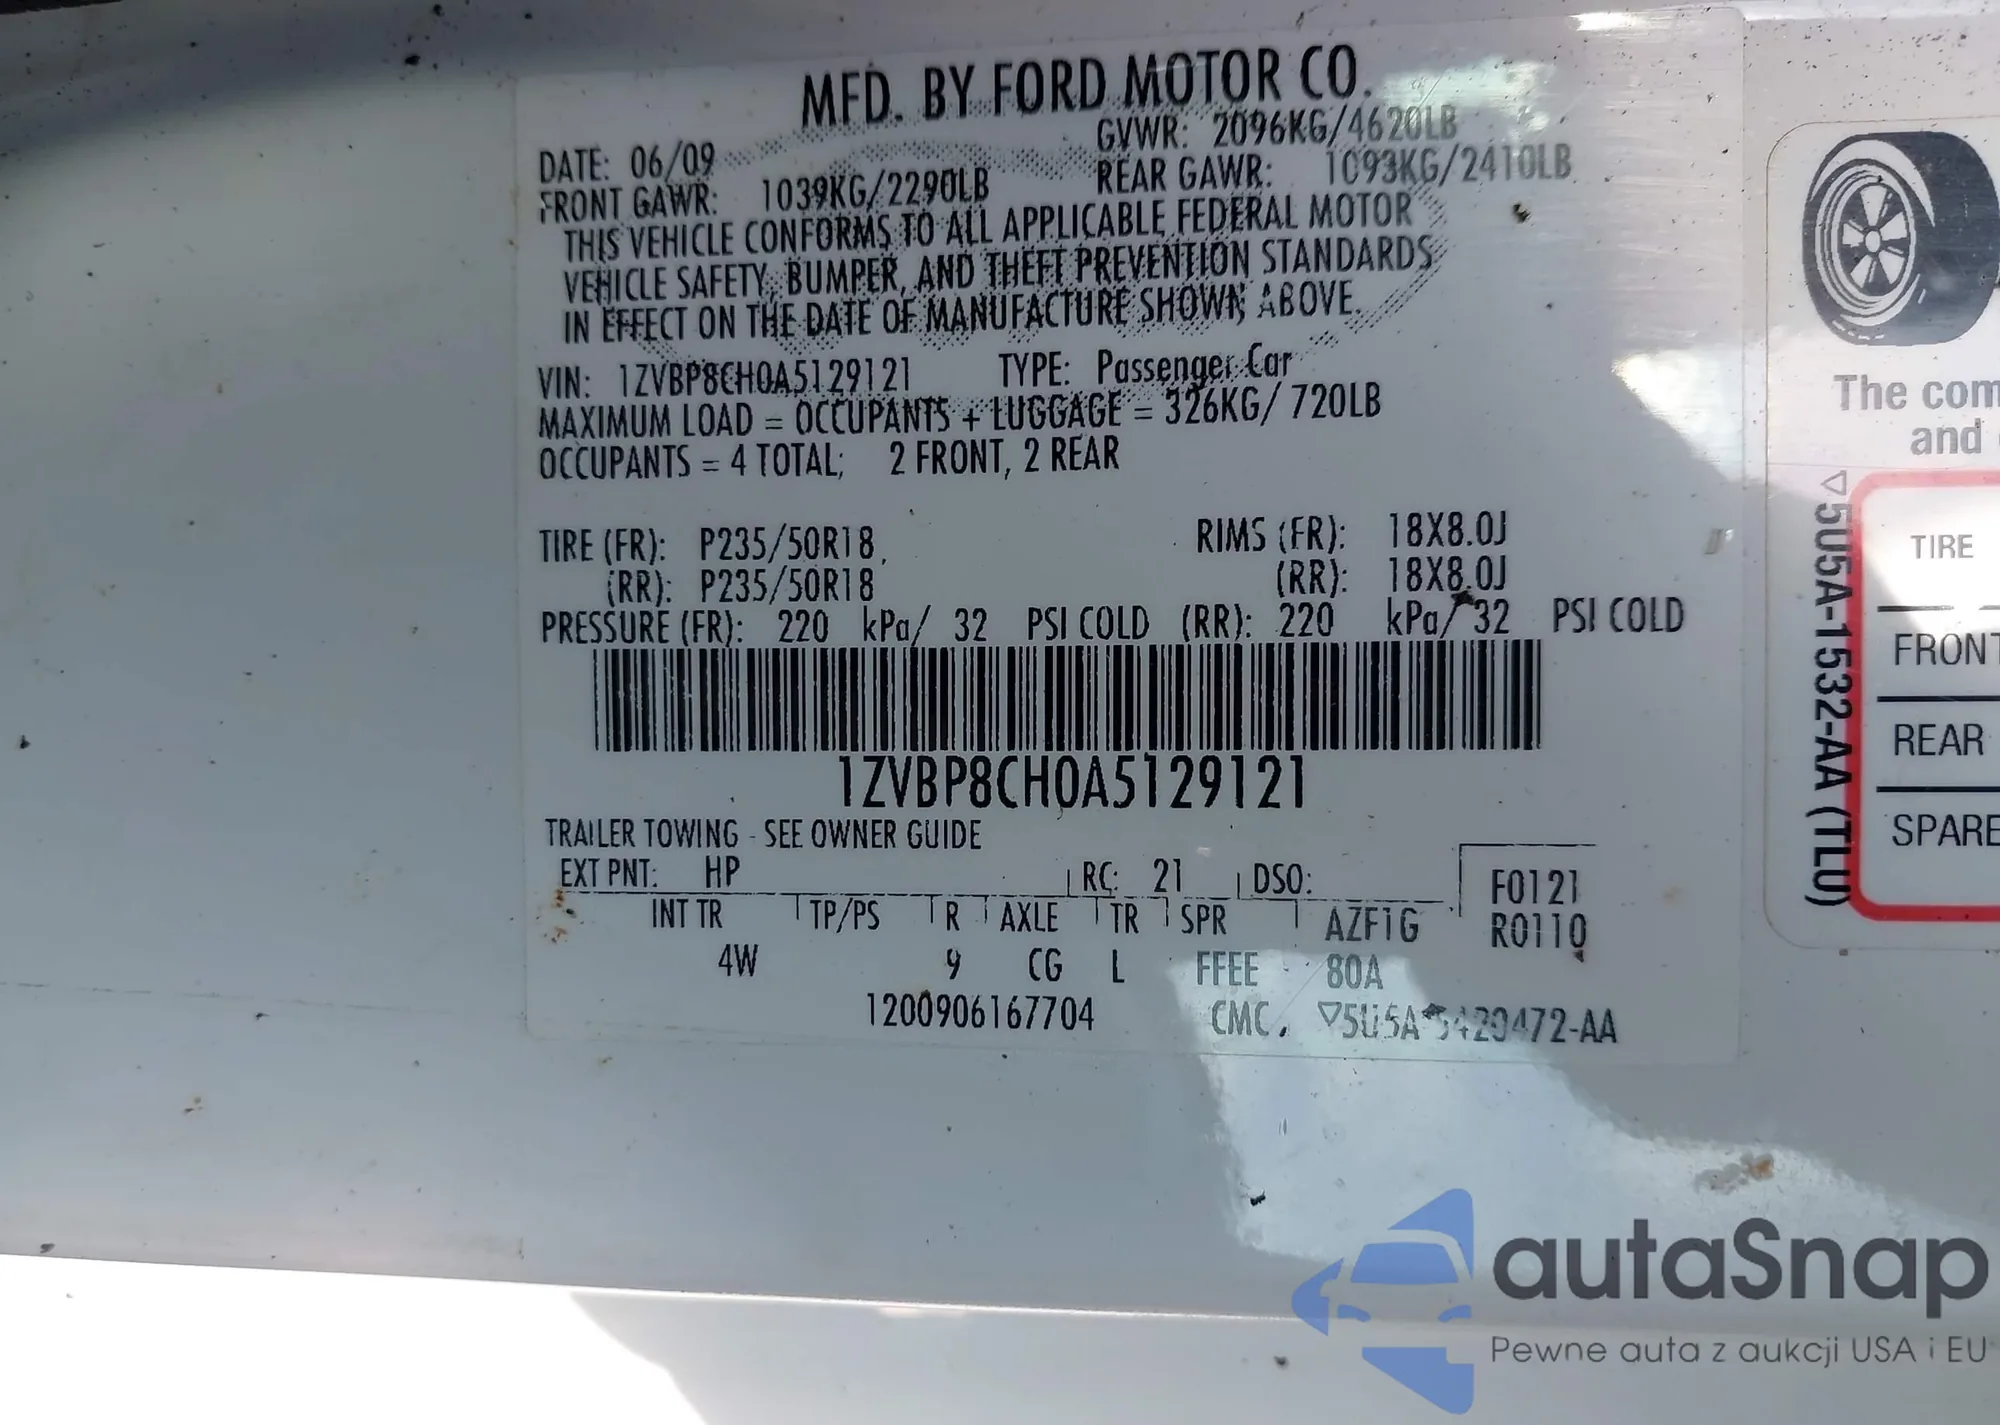 MFD. BY FORD MOTOR CO.
DATE: 06/09 GVWR: 2096KG/4620LB
FRONT GAWR: 1039KG/2290LB REAR GAWR: 1093KG/2410LB
THIS VEHICLE CONFORMS TO ALL APPLICABLE FEDERAL MOTOR
VEHICLE SAFETY, BUMPER, AND THEFT PREVENTION STANDARDS
IN EFFECT ON THE DATE OF MANUFACTURE SHOWN ABOVE.
VIN: 1ZVBP8CH0A5129121 TYPE: Passenger Car
MAXIMUM LOAD = OCCUPANTS + LUGGAGE = 326KG/ 720LB
OCCUPANTS = 4 TOTAL; 2 FRONT, 2 REAR
TIRE (FR): P235/50R18, RIMS (FR): 18X8.0J
(RR): P235/50R18 (RR): 18X8.0J
PRESSURE (FR): 220 kPa/ 32 PSI COLD (RR): 220 kPa/ 32 PSI COLD
1ZVBP8CH0A5129121
TRAILER TOWING - SEE OWNER GUIDE
EXT PNT: HP RC: 21 DSO: F0121
INT TR TP/PS R AXLE TR SPR AZF1G R0110
4W 9 CG L FFEE 80A
1200906167704 CMC. ▽5U5A-5420472-AA
The com
and
▽5U5A-1532-AA (TLU)
TIRE
FRONT
REAR
SPARE
autaSnap
Pewne auta z aukcji USA i EU